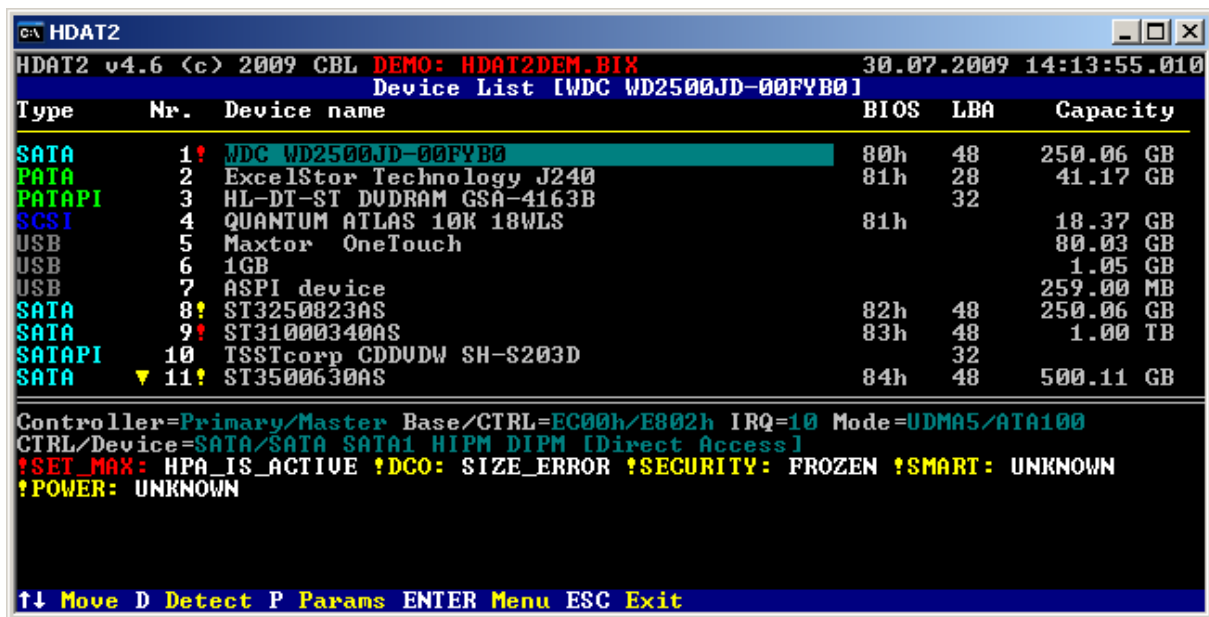 HDAT2
HDAT2 v4.6 (c) 2009 CBL DEMO: HDAT2DEM.BIX 30.07.2009 14:13:55.010
Device List [WDC WD2500JD-00FYB0]
Type Nr. Device name BIOS LBA Capacity
SATA 1! WDC WD2500JD-00FYB0 80h 48 250.06 GB
PATA 2 ExcelStor Technology J240 81h 28 41.17 GB
PATAPI 3 HL-DT-ST DVDRAM GSA-4163B 32
SCSI 4 QUANTUM ATLAS 10K 18WLS 81h 18.37 GB
USB 5 Maxtor OneTouch 80.03 GB
USB 6 1GB 1.05 GB
USB 7 ASPI device 259.00 MB
SATA 8! ST3250823AS 82h 48 250.06 GB
SATA 9! ST31000340AS 83h 48 1.00 TB
SATAPI 10 TSSTcorp CDDVDW SH-S203D 32
SATA ▼ 11! ST3500630AS 84h 48 500.11 GB
Controller=Primary/Master Base/CTRL=EC00h/E802h IRQ=10 Mode=UDMA5/ATA100
CTRL/Device=SATA/SATA SATA1 HIPM DIPM [Direct Access]
!SET_MAX: HPA_IS_ACTIVE !DCO: SIZE_ERROR !SECURITY: FROZEN !SMART: UNKNOWN
!POWER: UNKNOWN
↑↓ Move D Detect P Params ENTER Menu ESC Exit